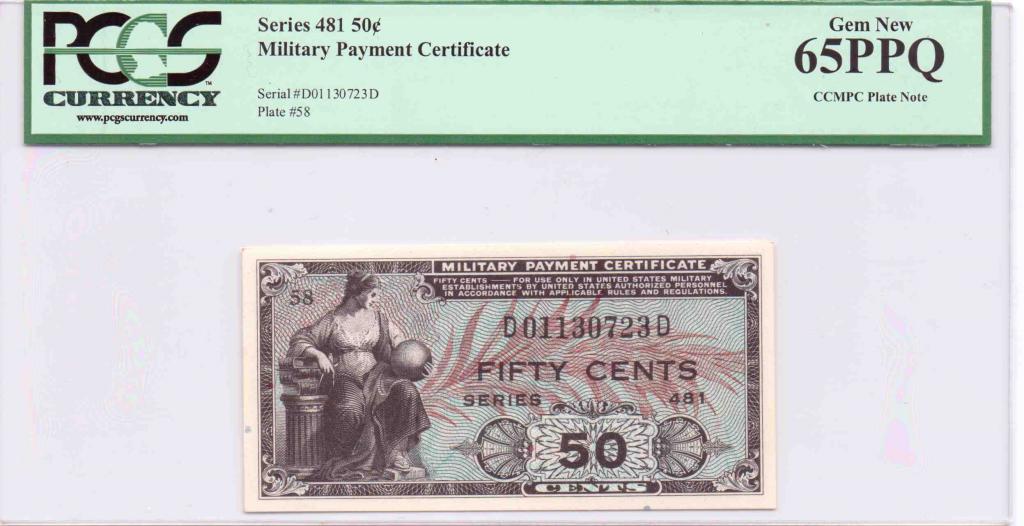 PCGS
CURRENCY
www.pcgscurrency.com
Series 481 50¢
Military Payment Certificate
Serial #D01130723D
Plate #58
Gem New
65PPQ
CCMPC Plate Note
MILITARY PAYMENT CERTIFICATE
FIFTY CENTS — FOR USE ONLY IN UNITED STATES MILITARY
ESTABLISHMENTS BY UNITED STATES AUTHORIZED PERSONNEL
IN ACCORDANCE WITH APPLICABLE RULES AND REGULATIONS.
58
D01130723D
FIFTY CENTS
SERIES 481
50
CENTS